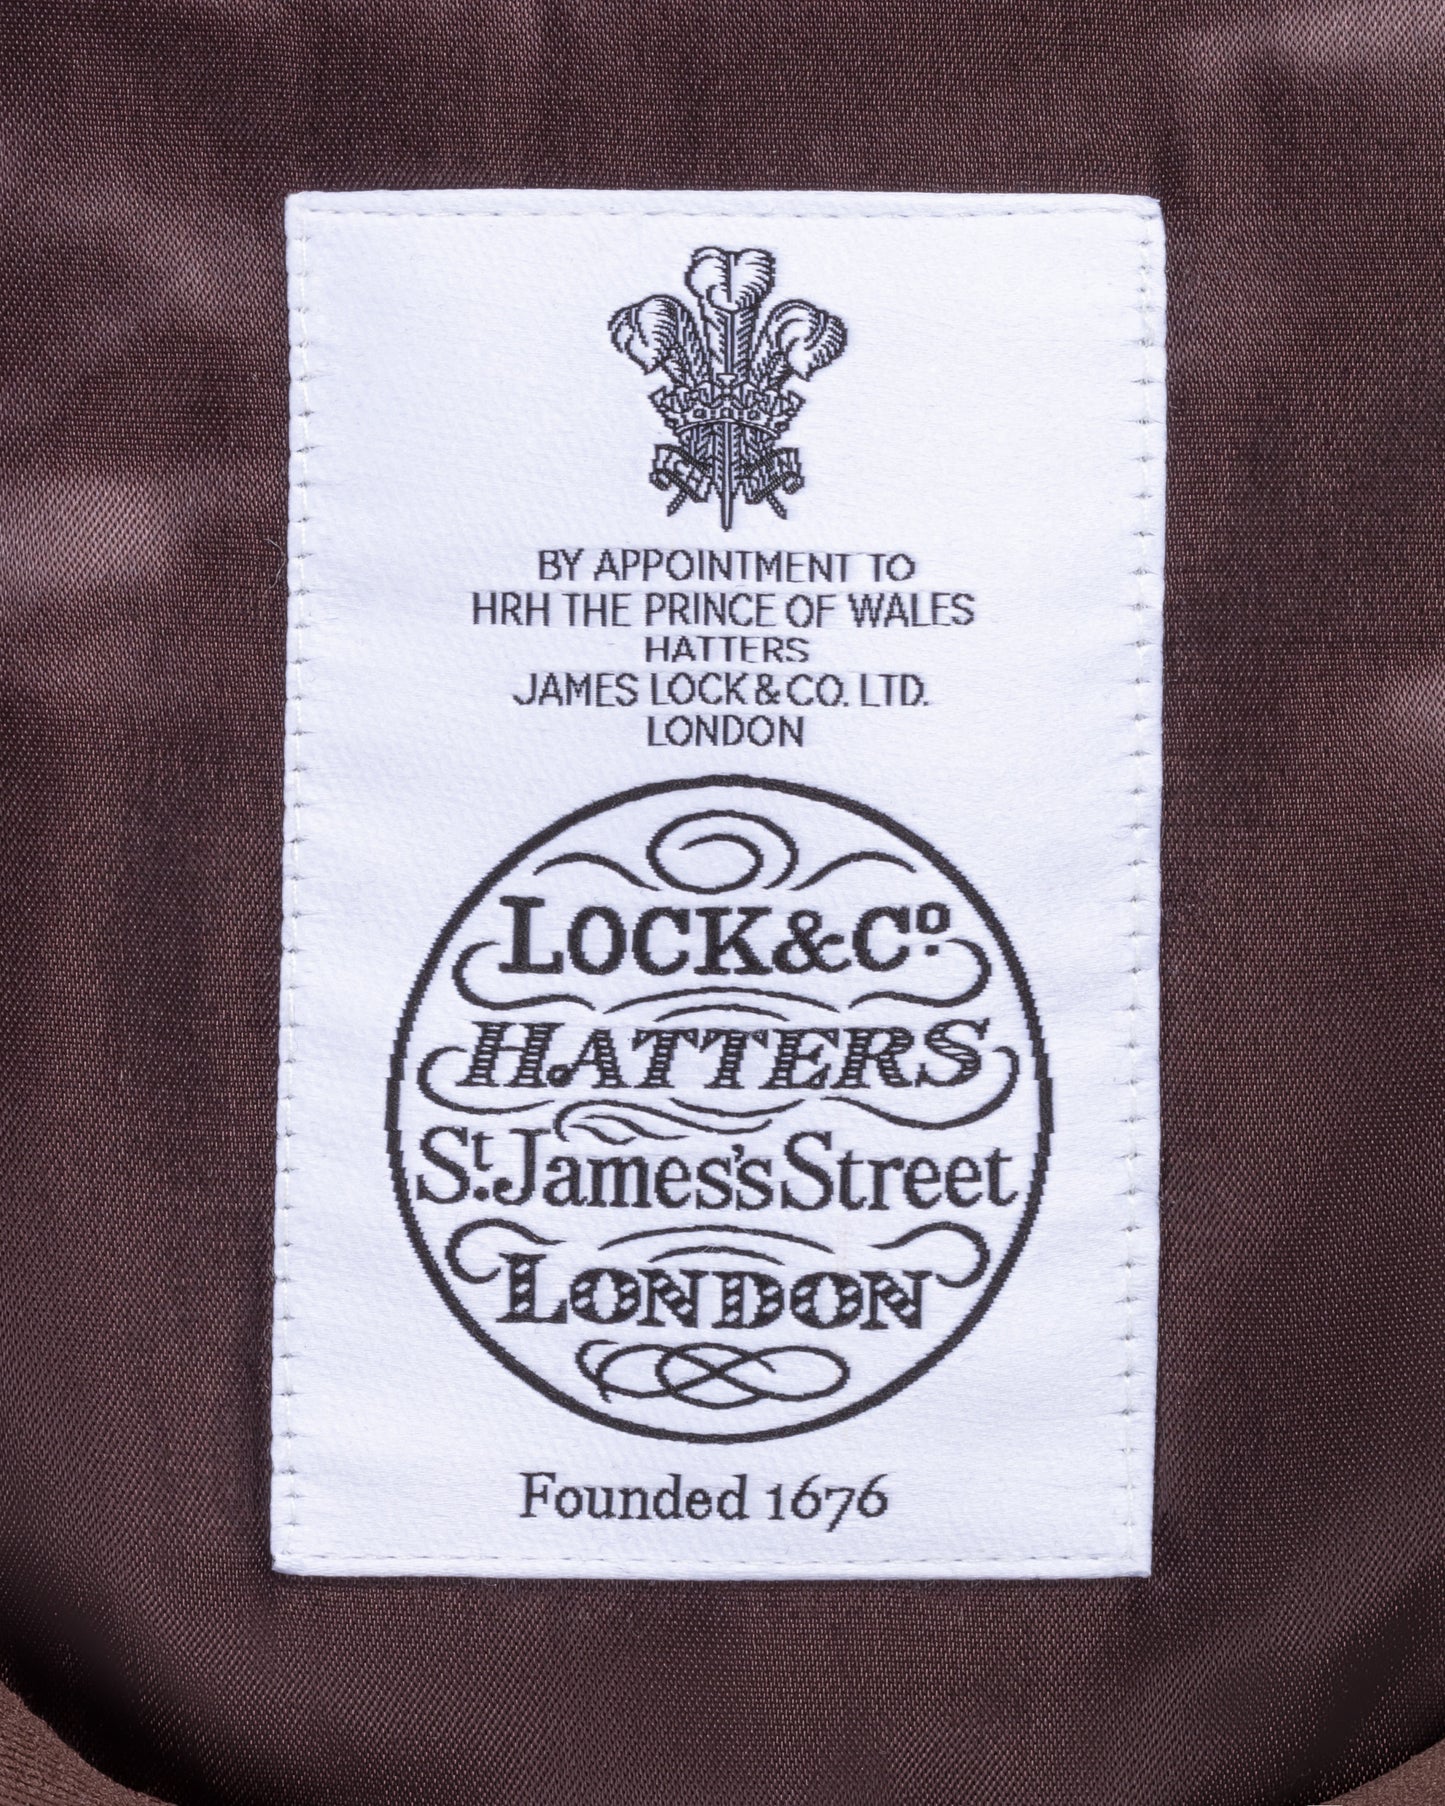 BY APPOINTMENT TO
HRH THE PRINCE OF WALES
HATTERS
JAMES LOCK & CO. LTD.
LONDON
LOCK & Co.
HATTERS
St. James's Street
LONDON
Founded 1676